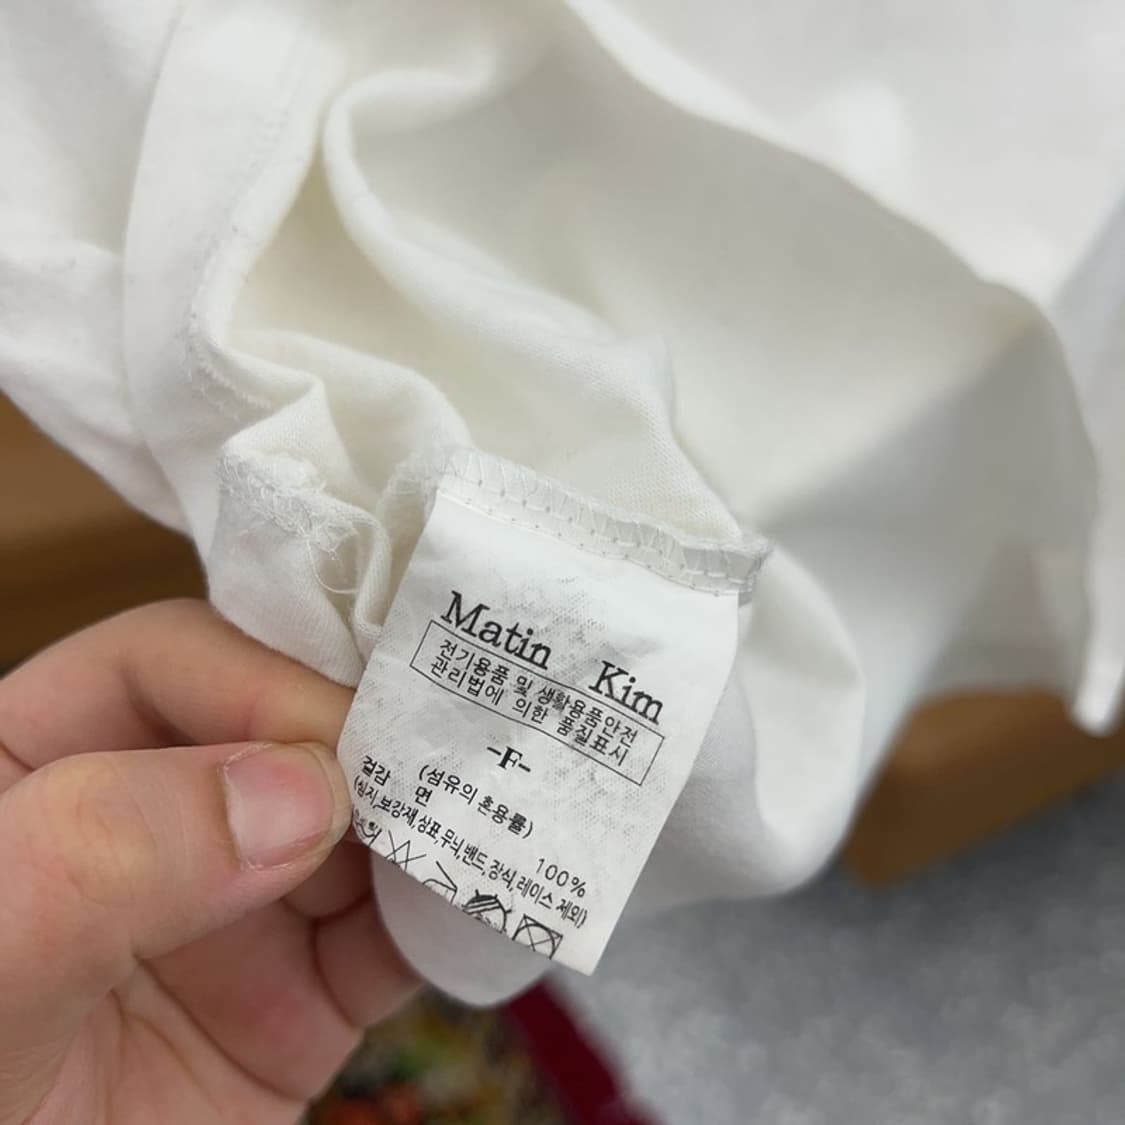 Matin Kim
전기용품 및 생활용품안전
관리법에 의한 품질표시
-F-
겉감 (섬유의 혼용률)
면 100%
(심지,보강재,상표,무늬,밴드,장식,레이스 제외)